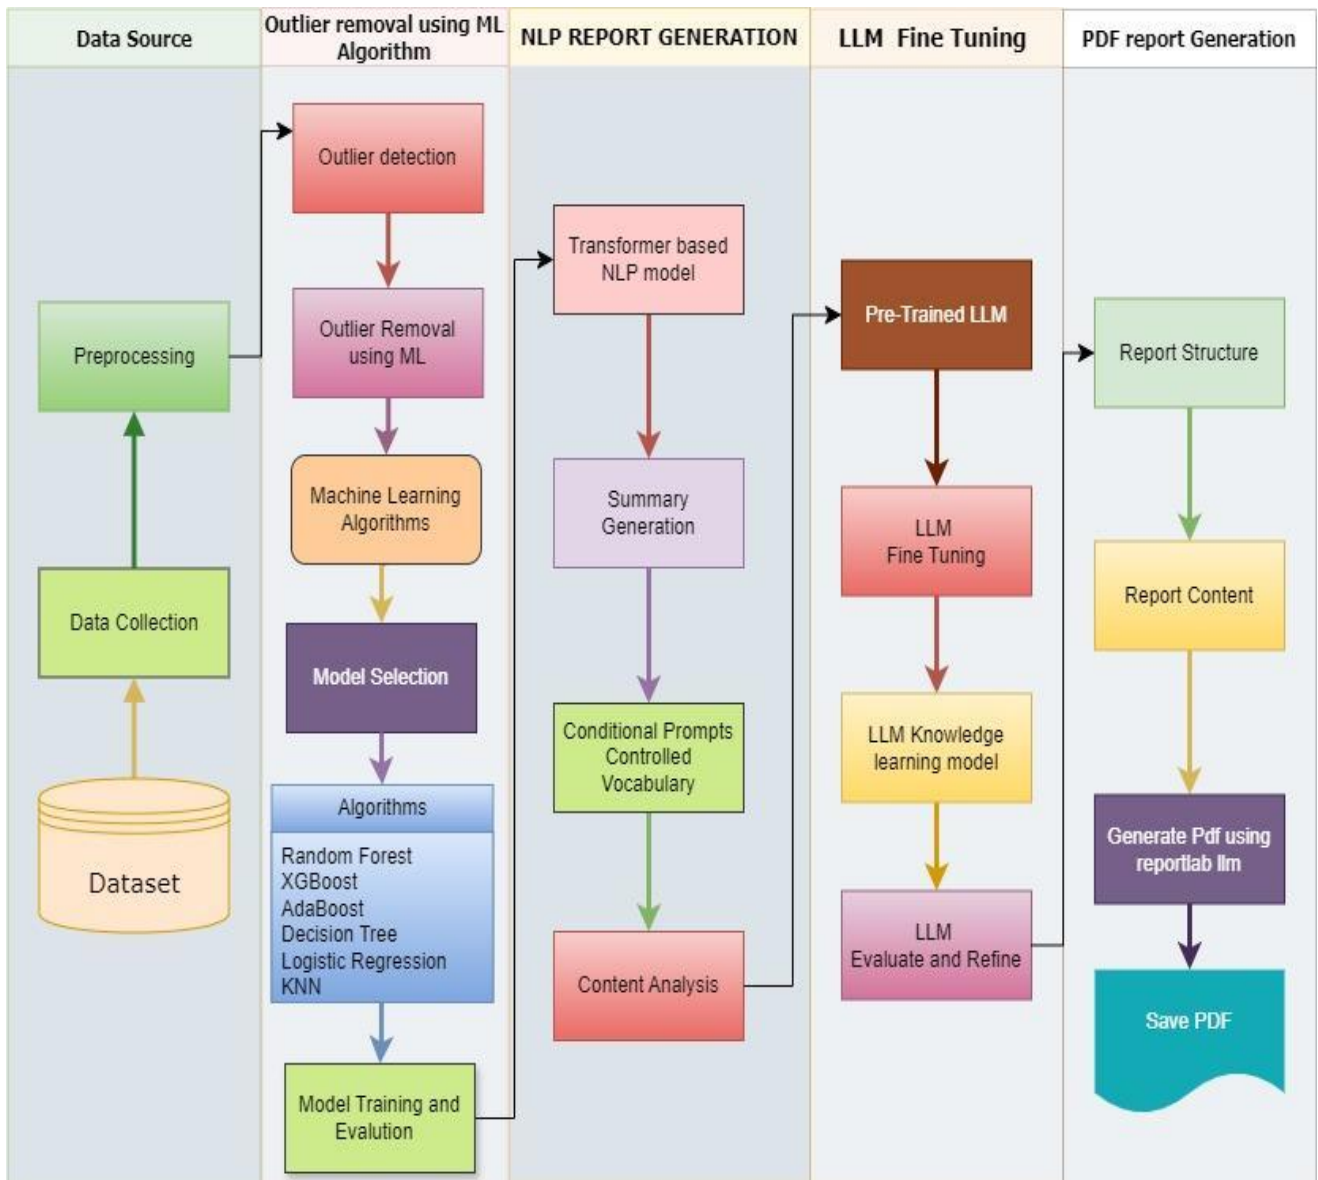 Data Source
Outlier removal using ML
Algorithm
NLP REPORT GENERATION
LLM Fine Tuning
PDF report Generation
Preprocessing
Data Collection
Dataset
Outlier detection
Outlier Removal
using ML
Machine Learning
Algorithms
Model Selection
Algorithms
Random Forest
XGBoost
AdaBoost
Decision Tree
Logistic Regression
KNN
Model Training and
Evalution
Transformer based
NLP model
Summary
Generation
Conditional Prompts
Controlled
Vocabulary
Content Analysis
Pre-Trained LLM
LLM
Fine Tuning
LLM Knowledge
learning model
LLM
Evaluate and Refine
Report Structure
Report Content
Generate Pdf using
reportlab llm
Save PDF